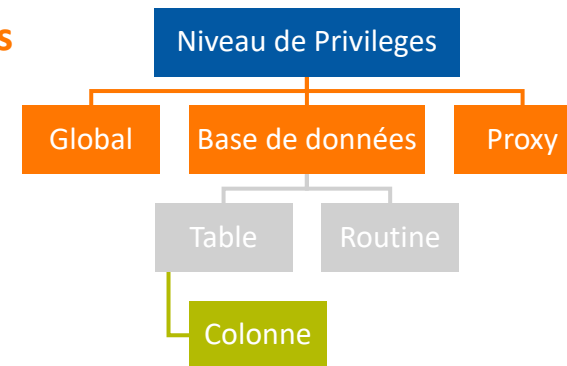 s
Niveau de Privileges
Global Base de données Proxy
Table Routine
Colonne